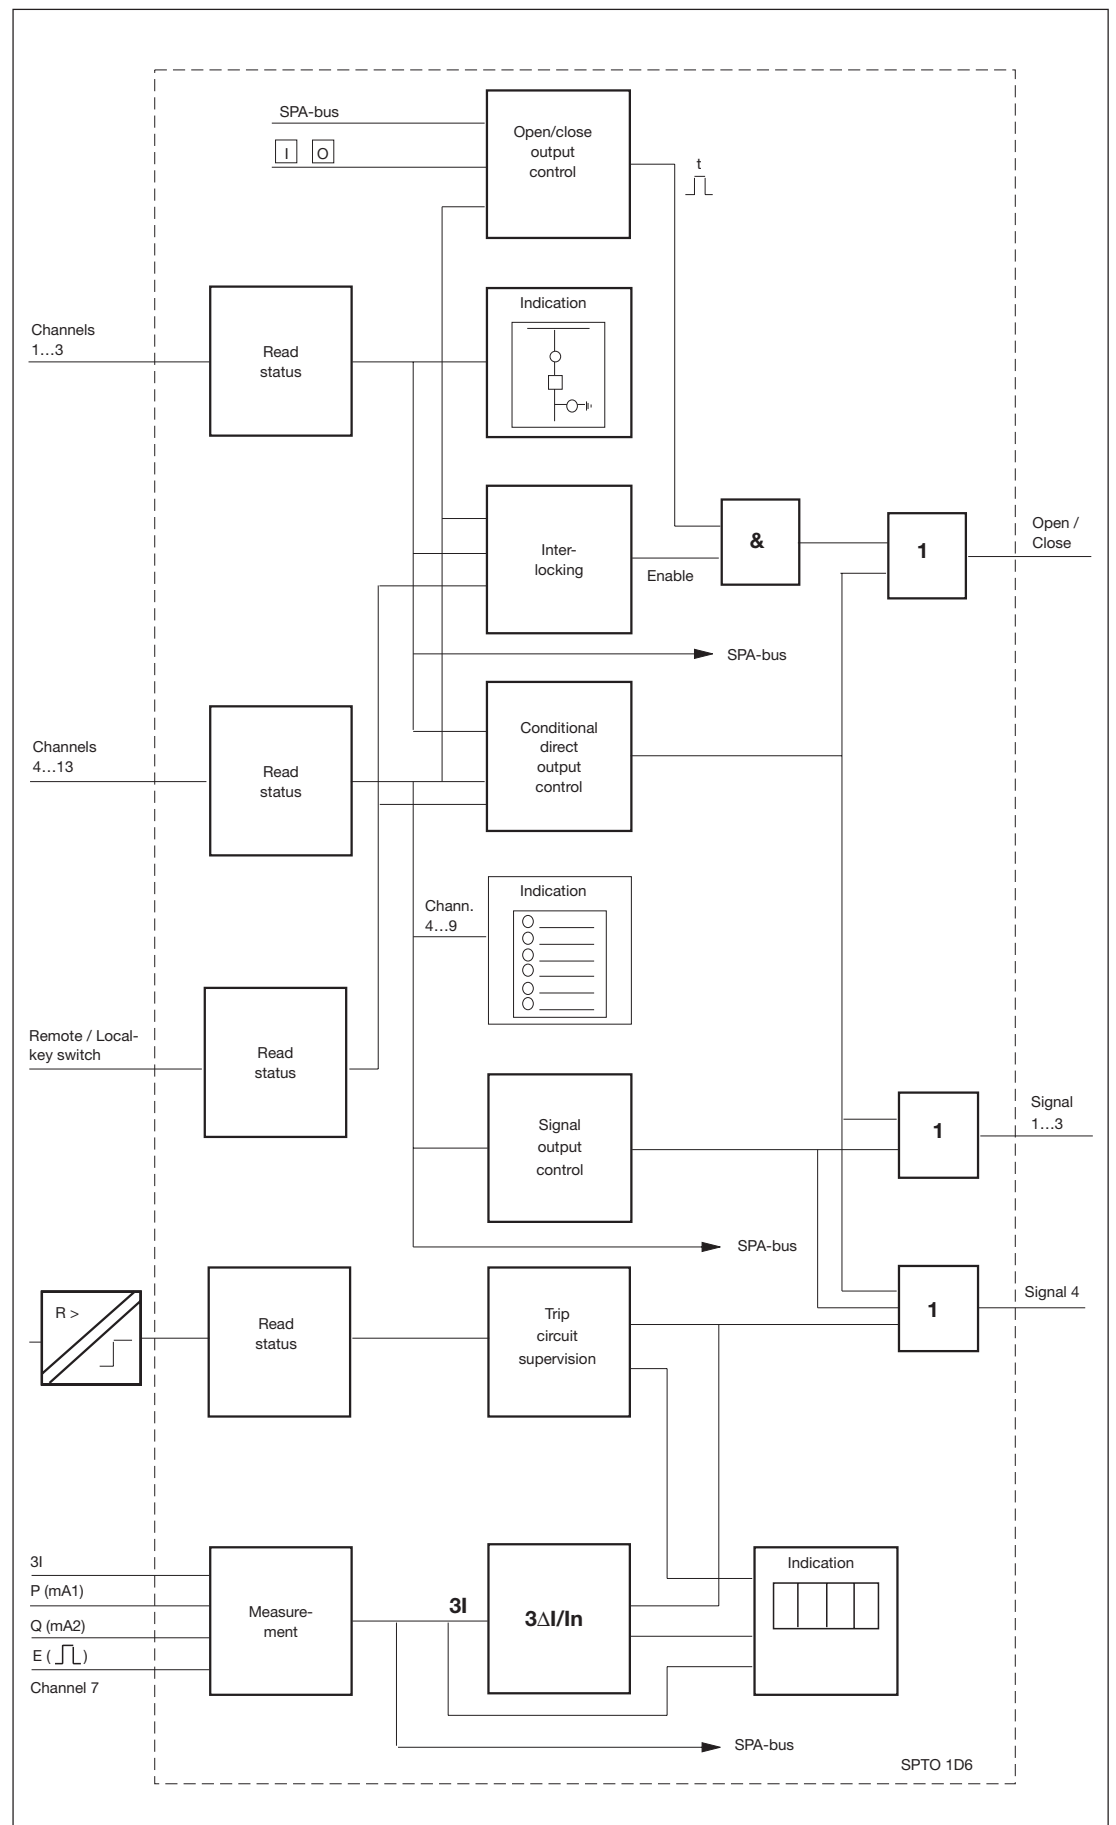 SPA-bus
I O
Open/close
output
control
t
Channels
1...3
Read
status
Indication
Inter-
locking
Enable
&
1
Open /
Close
SPA-bus
Channels
4...13
Read
status
Conditional
direct
output
control
Chann.
4...9
Indication
Remote / Local-
key switch
Read
status
Signal
output
control
1
Signal
1...3
SPA-bus
R >
Read
status
Trip
circuit
supervision
1
Signal 4
3I
P (mA1)
Q (mA2)
E ( )
Channel 7
Measure-
ment
3I
3ΔI/In
Indication
SPA-bus
SPTO 1D6